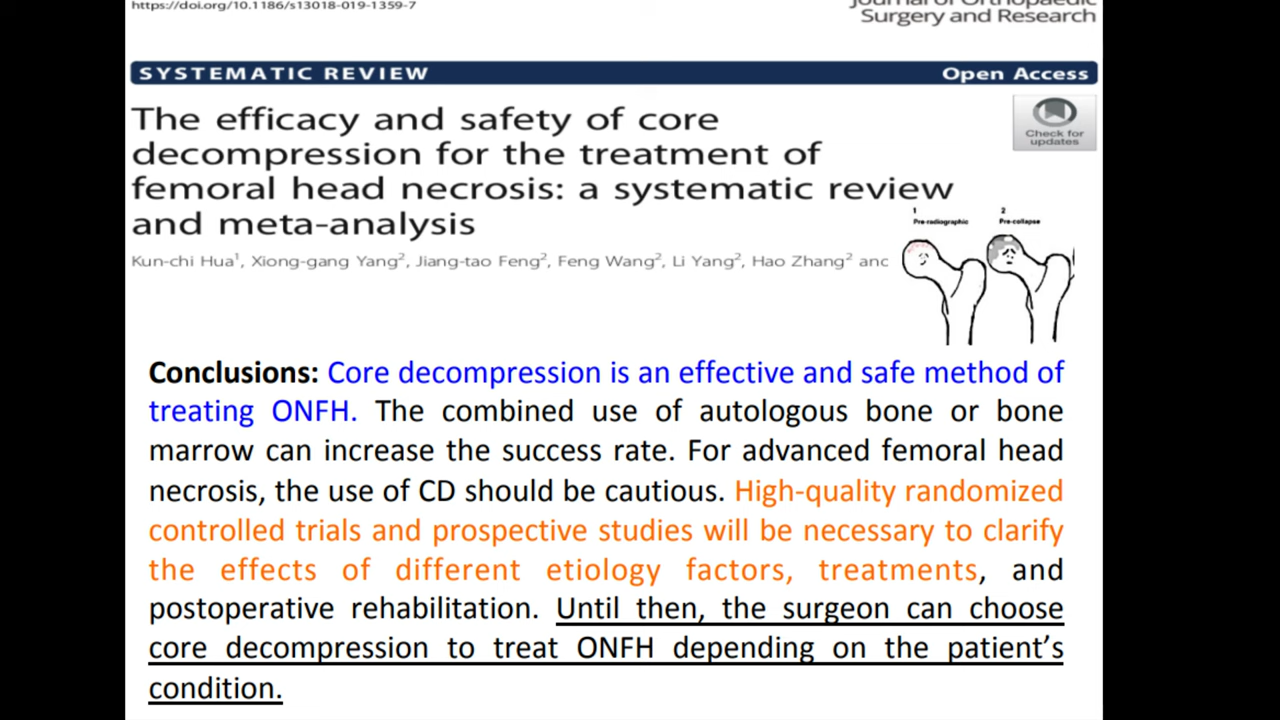 https://doi.org/10.1186/s13018-019-1359-7
Journal of Orthopaedic
Surgery and Research
SYSTEMATIC REVIEW
Open Access
The efficacy and safety of core
decompression for the treatment of
femoral head necrosis: a systematic review
and meta-analysis
Check for
updates
1
Pre-radiographic
2
Pre-collapse
Kun-chi Hua1, Xiong-gang Yang2, Jiang-tao Feng2, Feng Wang2, Li Yang2, Hao Zhang2 anc
Conclusions: Core decompression is an effective and safe method of
treating ONFH. The combined use of autologous bone or bone
marrow can increase the success rate. For advanced femoral head
necrosis, the use of CD should be cautious. High-quality randomized
controlled trials and prospective studies will be necessary to clarify
the effects of different etiology factors, treatments, and
postoperative rehabilitation. Until then, the surgeon can choose
core decompression to treat ONFH depending on the patient's
condition.